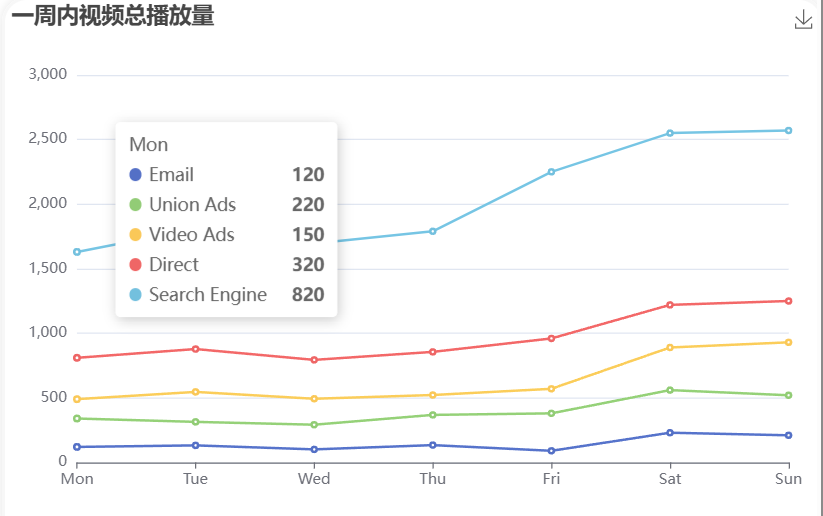 一周内视频总播放量
3,000
2,500
2,000
1,500
1,000
500
0
Mon
Email 120
Union Ads 220
Video Ads 150
Direct 320
Search Engine 820
Mon Tue Wed Thu Fri Sat Sun